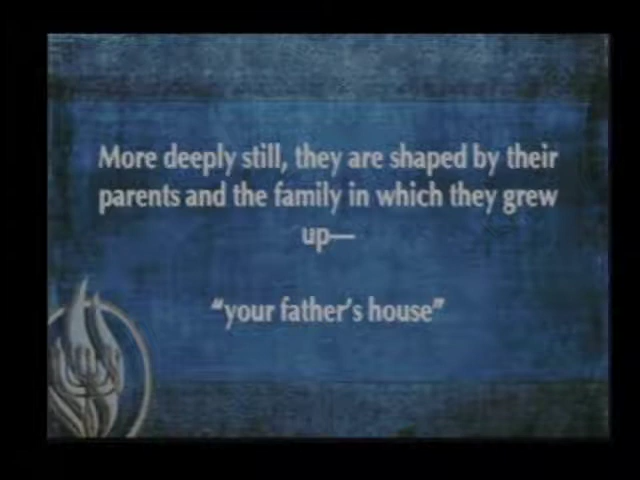 More deeply still, they are shaped by their
parents and the family in which they grew
up—
“your father’s house”